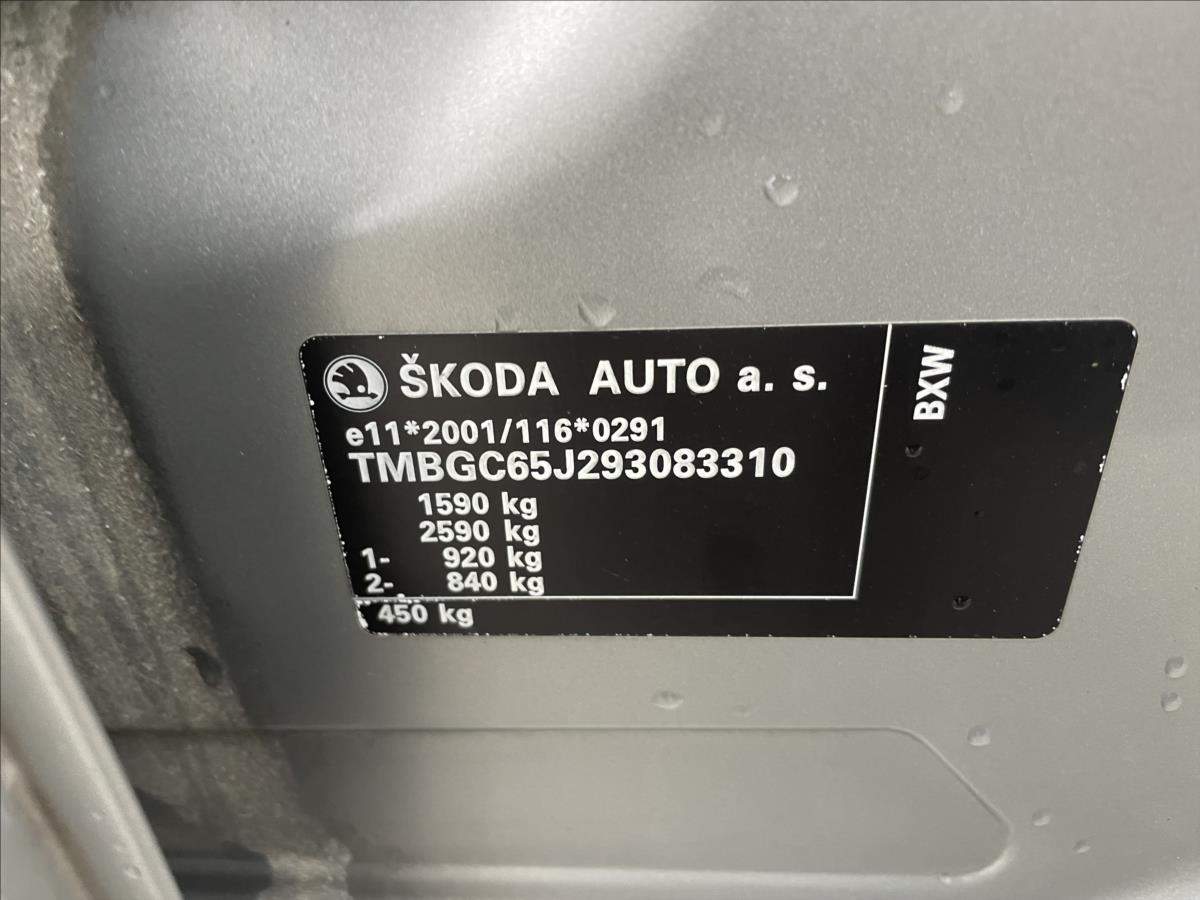 ŠKODA AUTO a. s.
e11*2001/116*0291
TMBGC65J293083310
1590 kg
2590 kg
1- 920 kg
2- 840 kg
450 kg
BXW